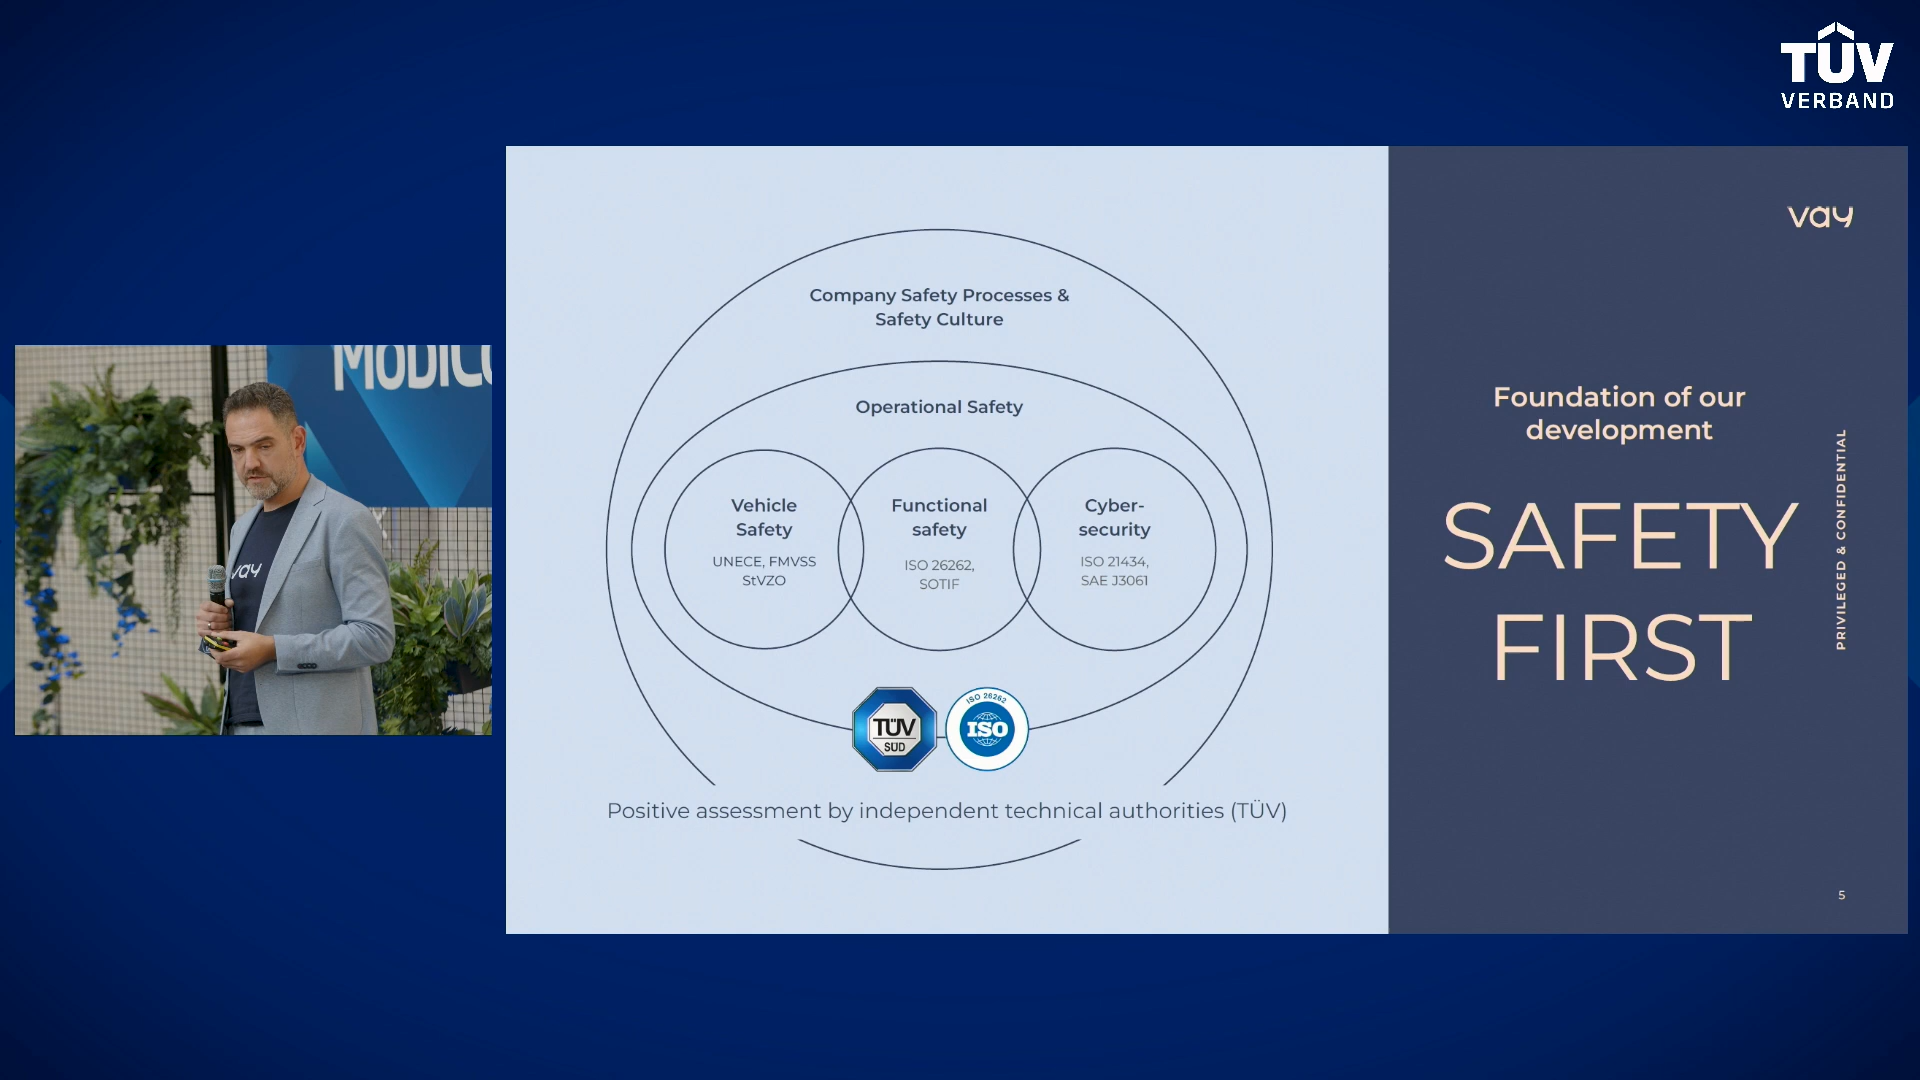 TÜV
VERBAND
MOBICO
vay
Company Safety Processes &
Safety Culture
Operational Safety
Vehicle
Safety
UNECE, FMVSS
StVZO
Functional
safety
ISO 26262,
SOTIF
Cyber-
security
ISO 21434,
SAE J3061
TÜV
SÜD
ISO 26262
ISO
Positive assessment by independent technical authorities (TÜV)
vay
Foundation of our
development
SAFETY
FIRST
PRIVILEGED & CONFIDENTIAL
5